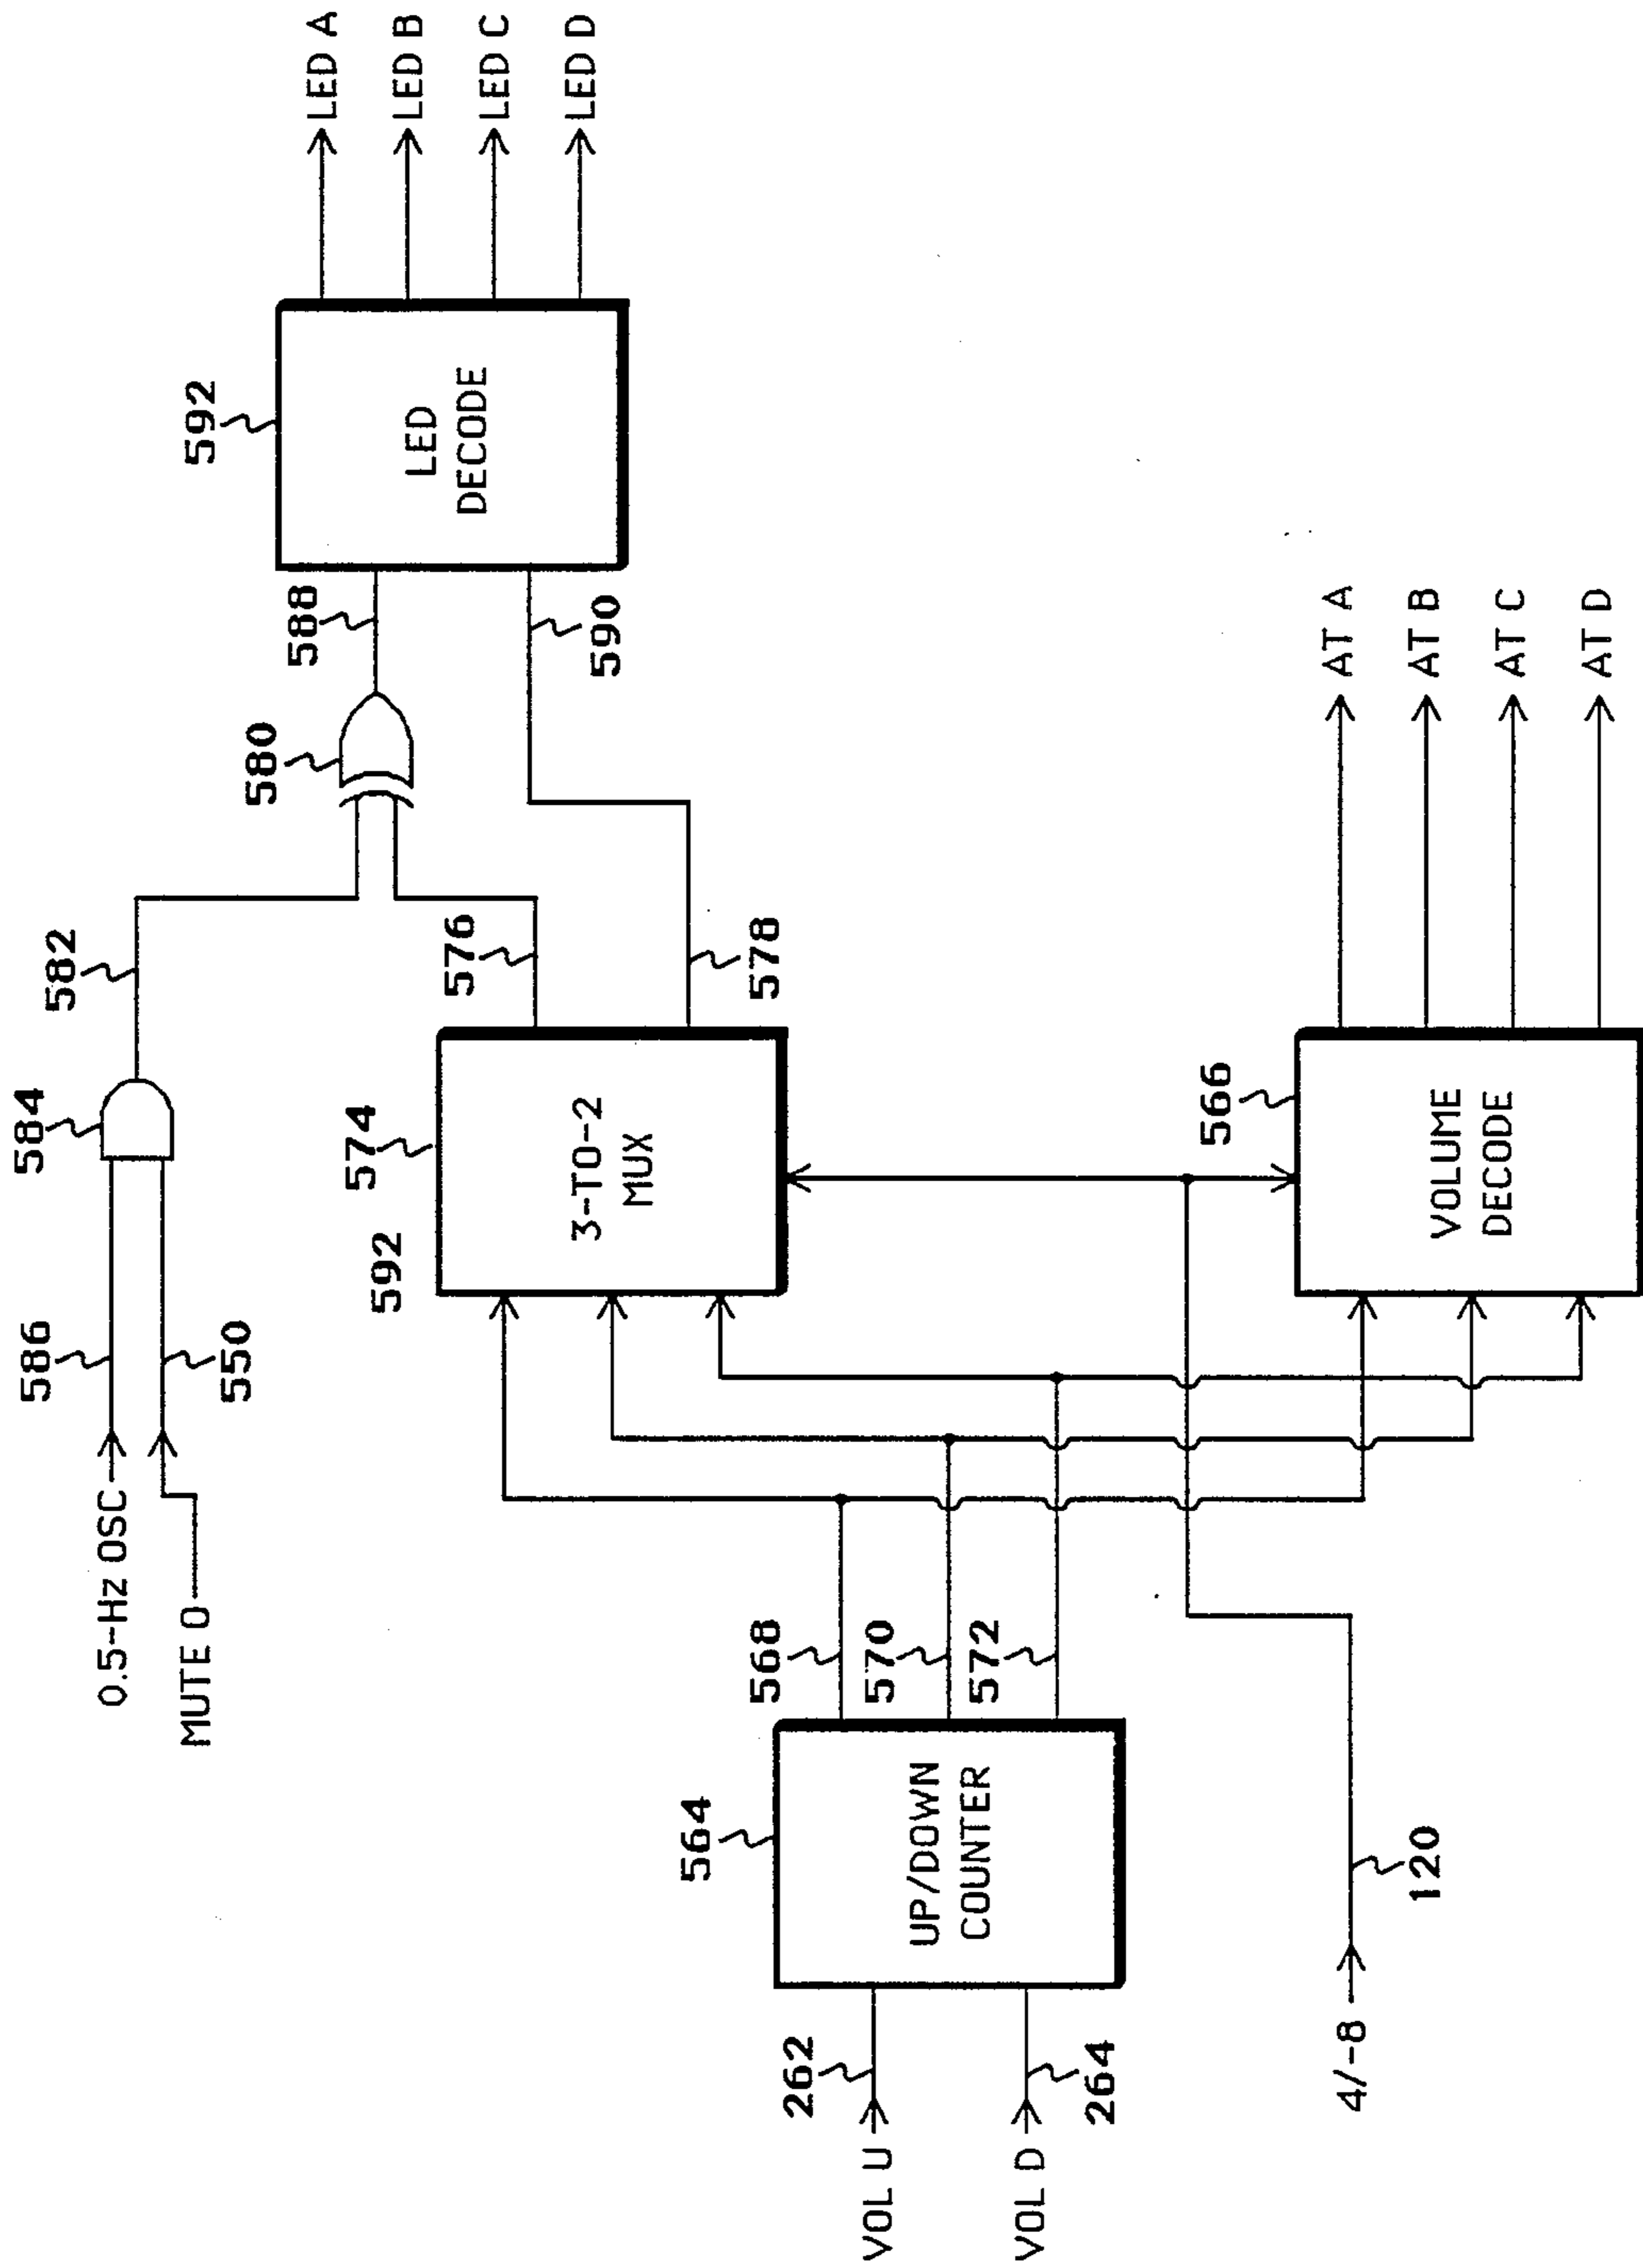 0.5-Hz OSC
MUTE O
586
550
584
582
592
574
3-TO-2
MUX
576
578
580
588
590
592
LED
DECODE
LED A
LED B
LED C
LED D
VOL U
VOL D
262
264
564
UP/DOWN
COUNTER
568
570
572
4/-8
120
566
VOLUME
DECODE
AT A
AT B
AT C
AT D